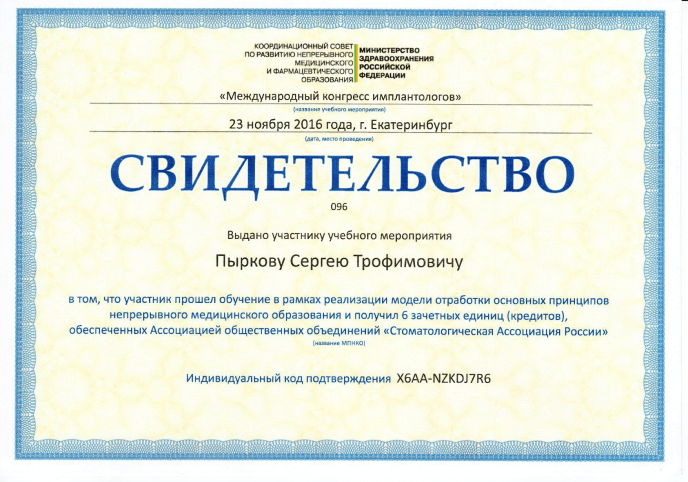 КООРДИНАЦИОННЫЙ СОВЕТ
ПО РАЗВИТИЮ НЕПРЕРЫВНОГО
МЕДИЦИНСКОГО
И ФАРМАЦЕВТИЧЕСКОГО
ОБРАЗОВАНИЯ
МИНИСТЕРСТВО
ЗДРАВООХРАНЕНИЯ
РОССИЙСКОЙ
ФЕДЕРАЦИИ
«Международный конгресс имплантологов»
(название учебного мероприятия)
23 ноября 2016 года, г. Екатеринбург
(дата, место проведения)
СВИДЕТЕЛЬСТВО
096
Выдано участнику учебного мероприятия
Пыркову Сергею Трофимовичу
в том, что участник прошел обучение в рамках реализации модели отработки основных принципов
непрерывного медицинского образования и получил 6 зачетных единиц (кредитов),
обеспеченных Ассоциацией общественных объединений «Стоматологическая Ассоциация России»
(название МПНКО)
Индивидуальный код подтверждения X6AA-NZKDJ7R6